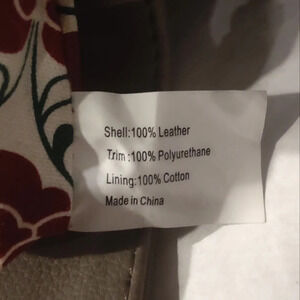 Shell:100% Leather
Trim:100% Polyurethane
Lining:100% Cotton
Made in China